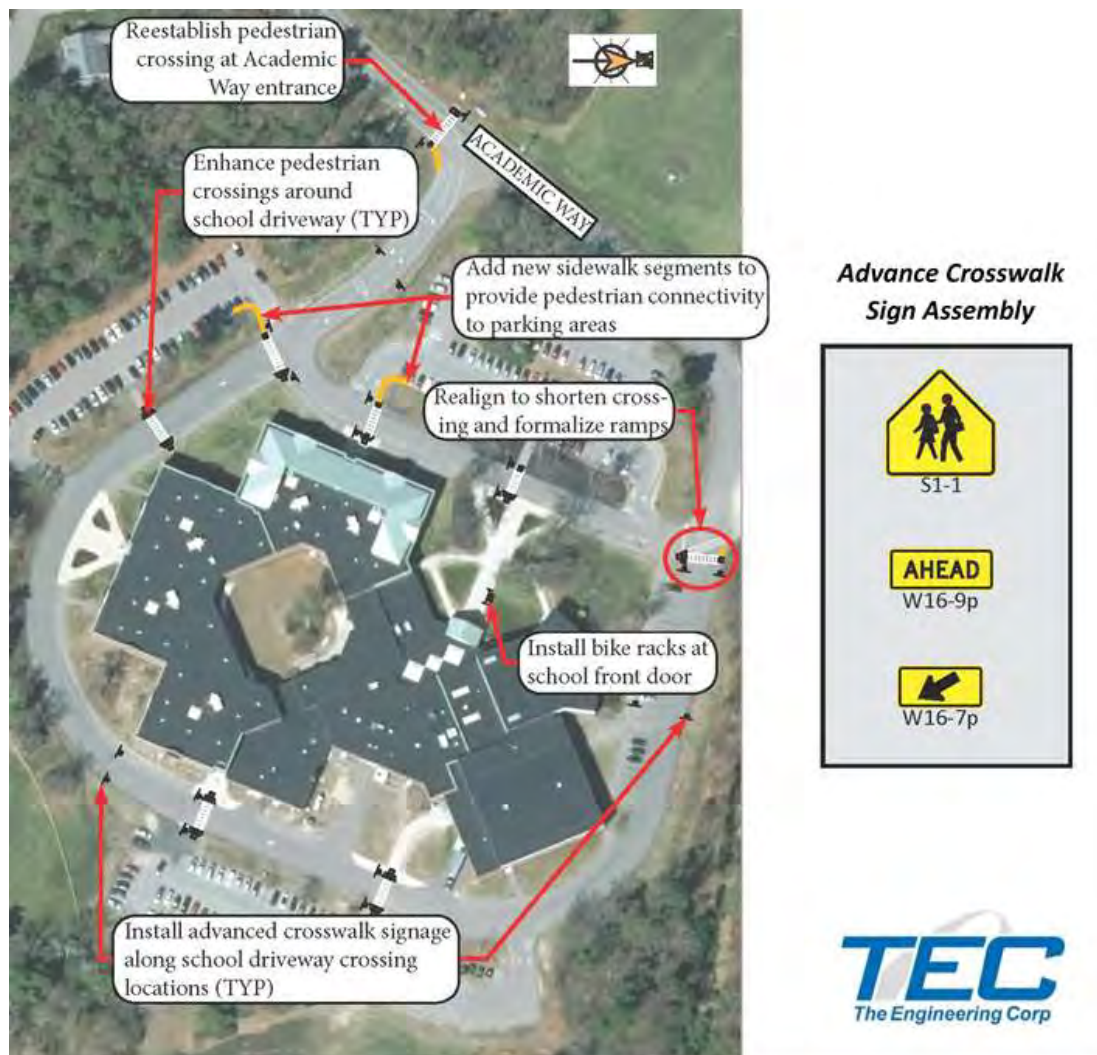 Reestablish pedestrian
crossing at Academic
Way entrance
ACADEMIC WAY
Enhance pedestrian
crossings around
school driveway (TYP)
Add new sidewalk segments to
provide pedestrian connectivity
to parking areas
Realign to shorten cross-
ing and formalize ramps
Install bike racks at
school front door
Install advanced crosswalk signage
along school driveway crossing
locations (TYP)
Advance Crosswalk
Sign Assembly
S1-1
AHEAD
W16-9p
W16-7p
TEC
The Engineering Corp